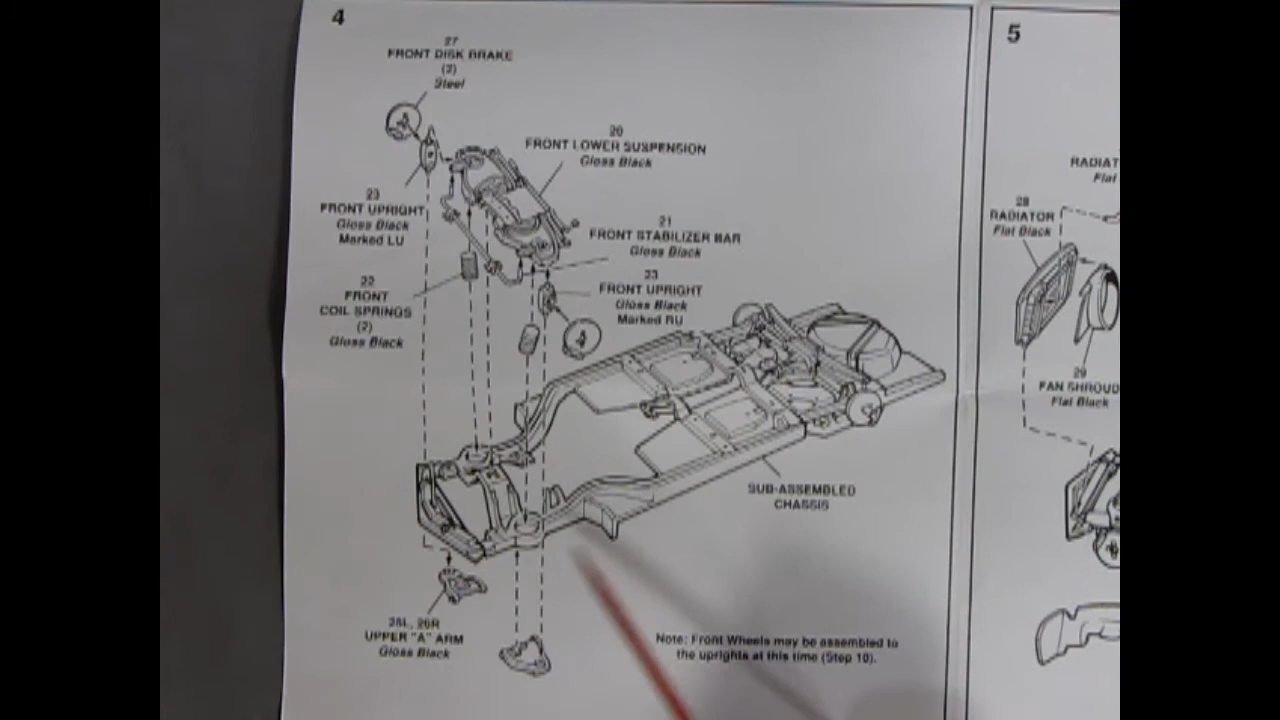 4
27
FRONT DISK BRAKE
(2)
Steel
20
FRONT LOWER SUSPENSION
Gloss Black
23
FRONT UPRIGHT
Gloss Black
Marked LU
21
FRONT STABILIZER BAR
Gloss Black
22
FRONT
COIL SPRINGS
(2)
Gloss Black
23
FRONT UPRIGHT
Gloss Black
Marked RU
SUB-ASSEMBLED
CHASSIS
UPPER "A" ARM
Gloss Black
Note: Front Wheels may be assembled to
the uprights at this time (Step 10).
5
RADIAT
Flat
28
RADIATOR
Flat Black
29
FAN SHROUD
Flat Black